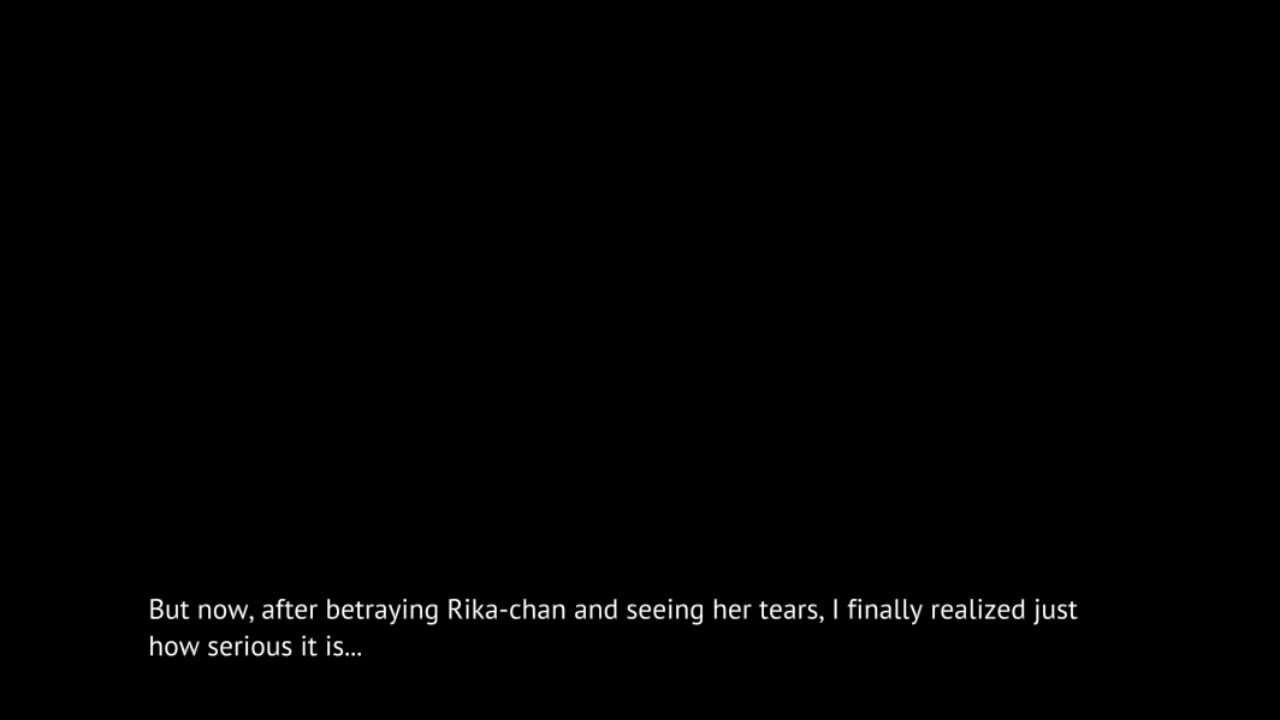 But now, after betraying Rika-chan and seeing her tears, I finally realized just
how serious it is...